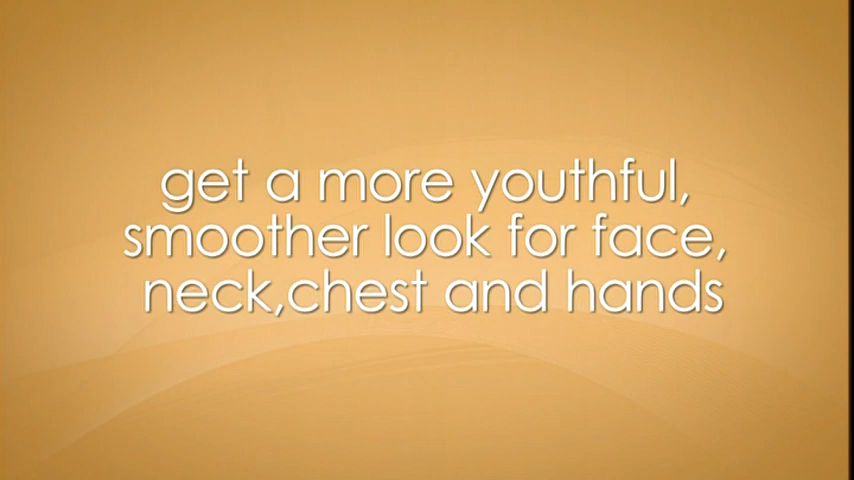 get a more youthful,
smoother look for face,
neck,chest and hands